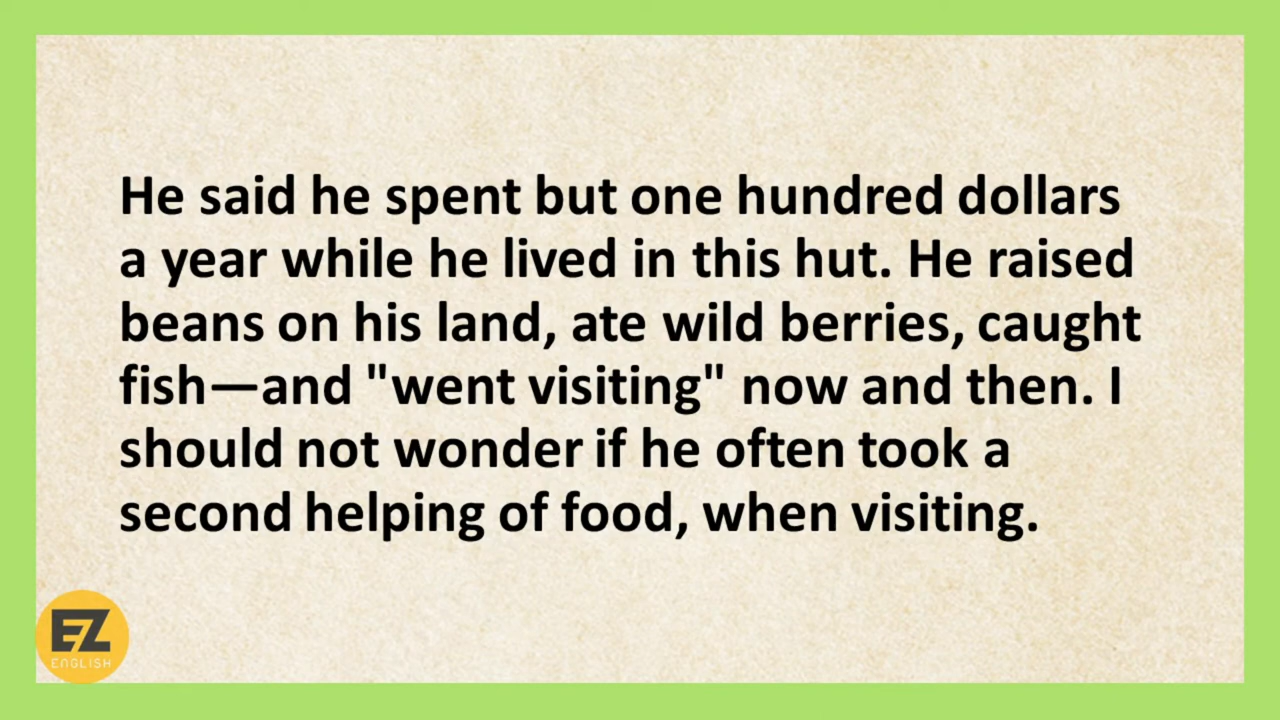 He said he spent but one hundred dollars
a year while he lived in this hut. He raised
beans on his land, ate wild berries, caught
fish—and "went visiting" now and then. I
should not wonder if he often took a
second helping of food, when visiting.
EZ
ENGLISH